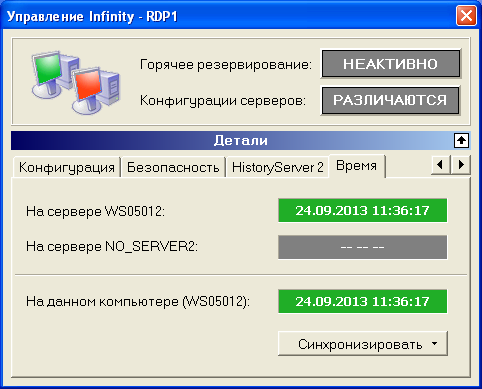 Управление Infinity - RDP1
Горячее резервирование: НЕАКТИВНО
Конфигурации серверов: РАЗЛИЧАЮТСЯ
Детали
Конфигурация Безопасность HistoryServer 2 Время
На сервере WS05012: 24.09.2013 11:36:17
На сервере NO_SERVER2: -- -- --
На данном компьютере (WS05012): 24.09.2013 11:36:17
Синхронизировать